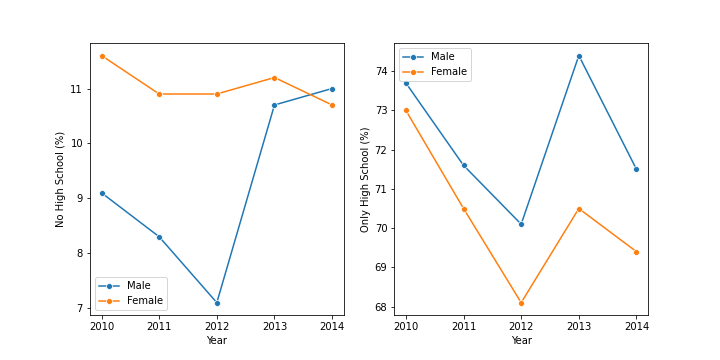 No High School (%)
11
10
9
8
7
Male
Female
2010 2011 2012 2013 2014
Year
Only High School (%)
74
73
72
71
70
69
68
Male
Female
2010 2011 2012 2013 2014
Year